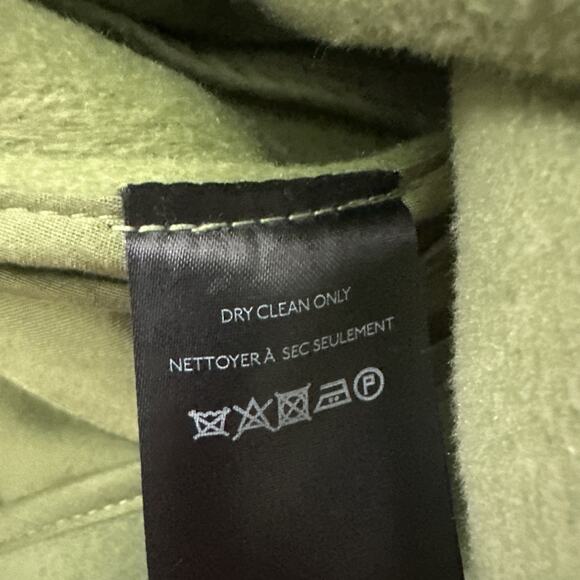 DRY CLEAN ONLY
NETTOYER À SEC SEULEMENT
P